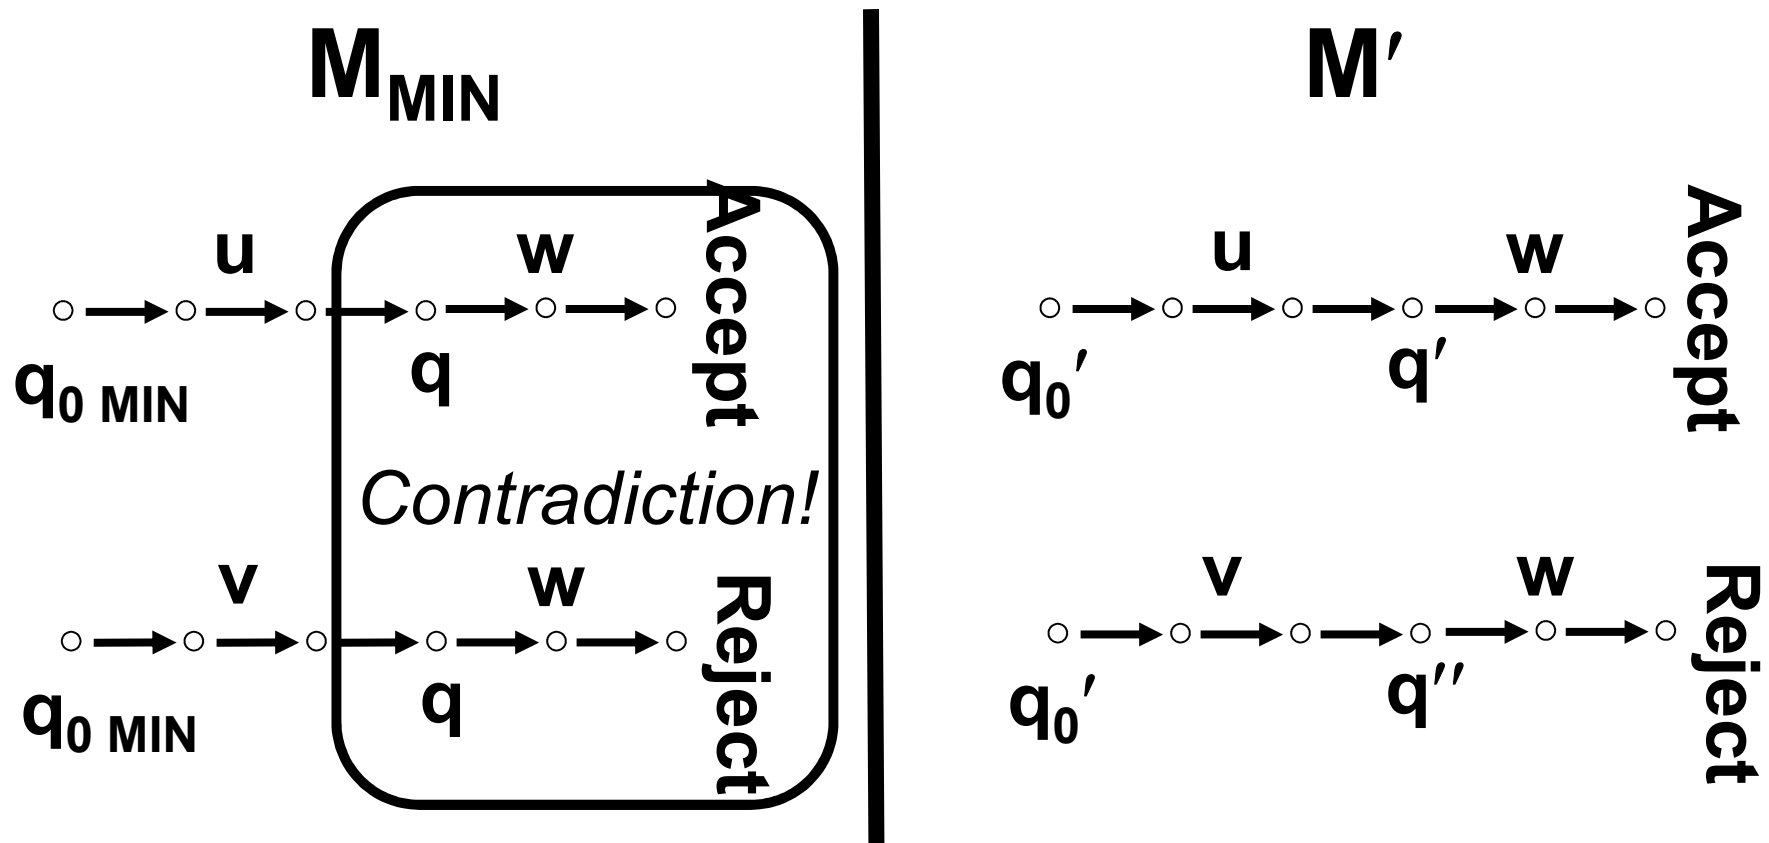 M_MIN
u w Accept
q_0 MIN q
Contradiction!
v w Reject
q_0 MIN q
M′
u w Accept
q_0′ q′
v w Reject
q_0′ q′′